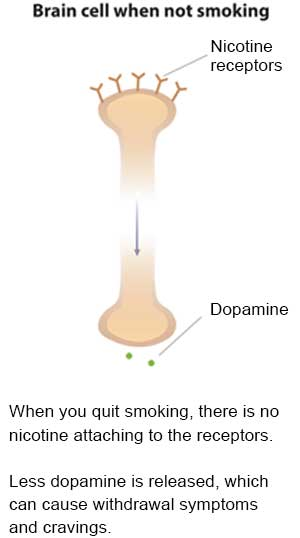 Brain cell when not smoking
Nicotine
receptors
Dopamine
When you quit smoking, there is no
nicotine attaching to the receptors.
Less dopamine is released, which
can cause withdrawal symptoms
and cravings.